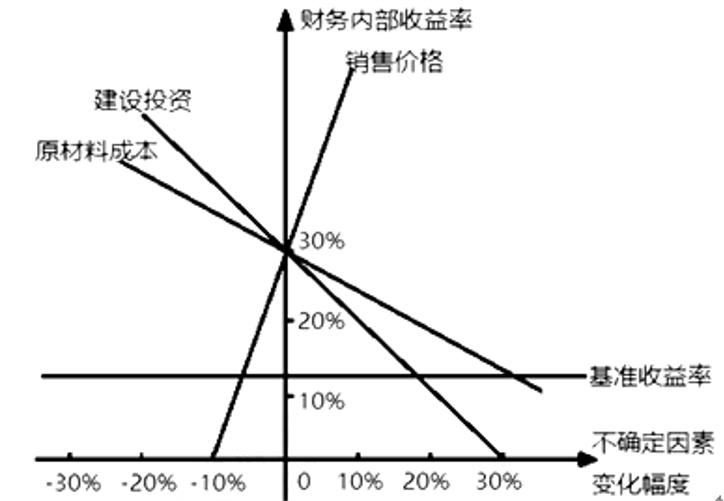 财务内部收益率
销售价格
建设投资
原材料成本
30%
20%
基准收益率
10%
不确定因素
-30% -20% -10% 0 10% 20% 30% 变化幅度